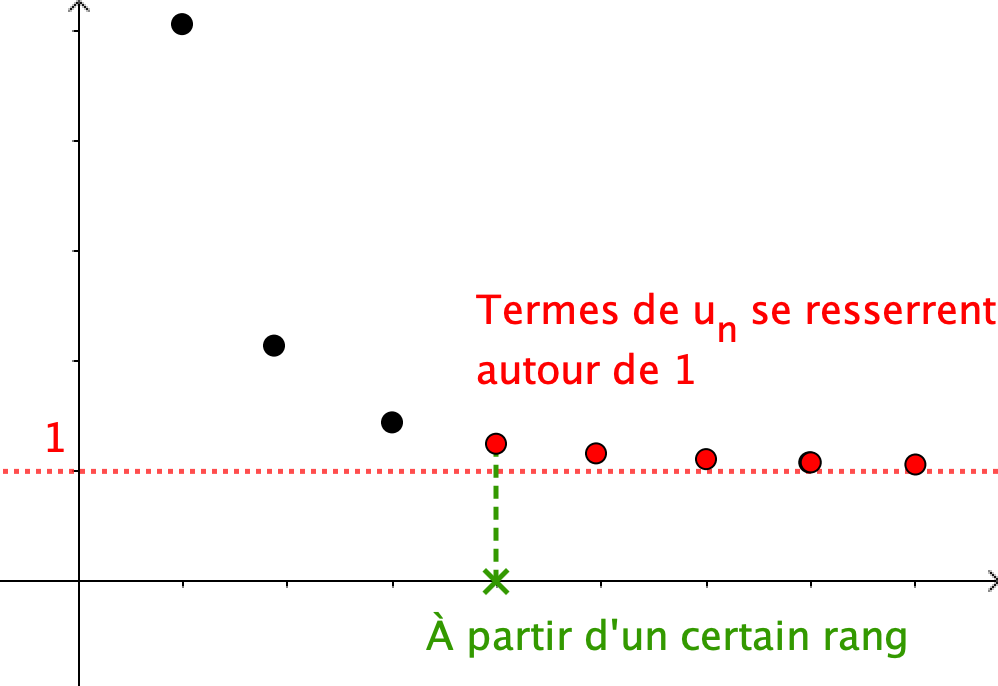 Termes de uₙ se resserrent
autour de 1
1
À partir d'un certain rang